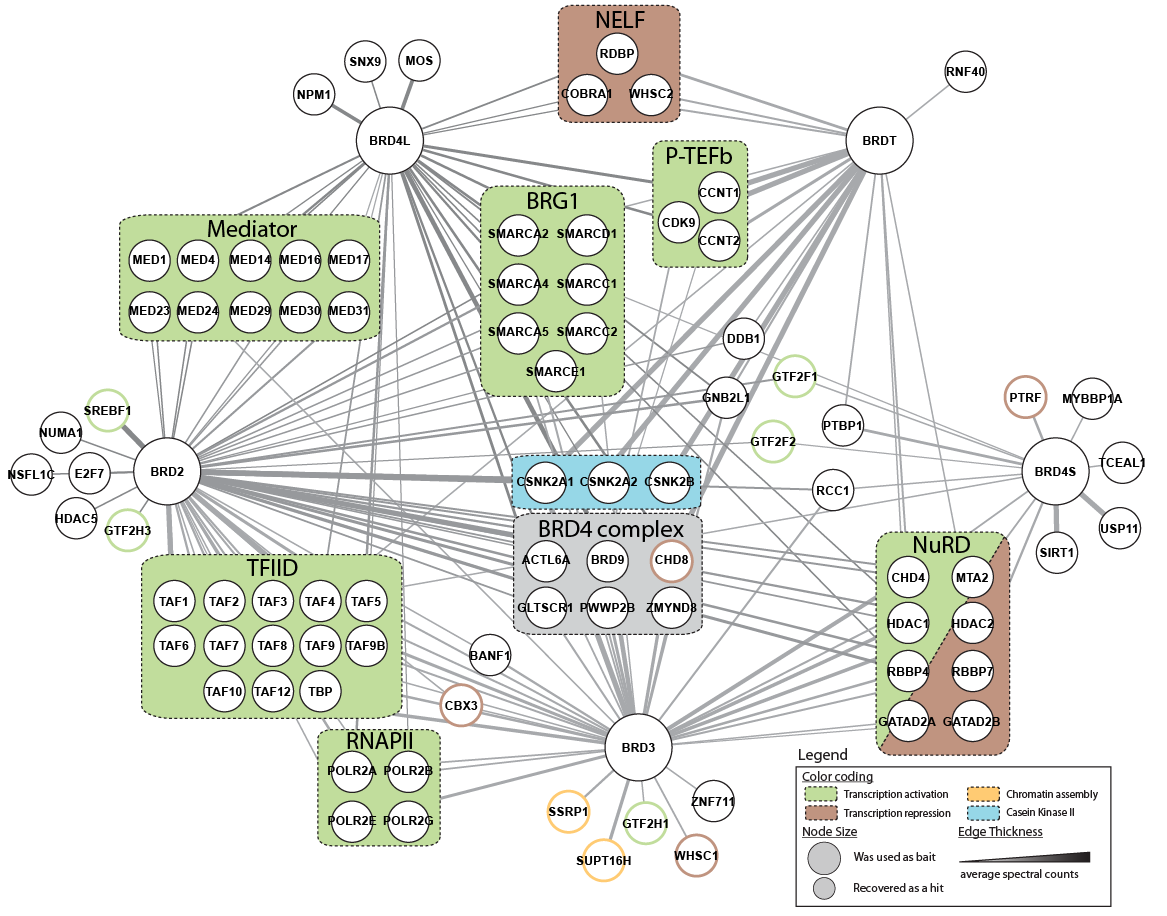 NELF
RDBP
COBRA1 WHSC2
SNX9
MOS
NPM1
RNF40
BRD4L
BRDT
P-TEFb
CCNT1
CDK9
CCNT2
BRG1
SMARCA2 SMARCD1
SMARCA4 SMARCC1
SMARCA5 SMARCC2
SMARCE1
Mediator
MED1 MED4 MED14 MED16 MED17
MED23 MED24 MED29 MED30 MED31
DDB1
GTF2F1
GNB2L1
GTF2F2
PTBP1
RCC1
PTRF
MYBBP1A
TCEAL1
BRD4S
USP11
SIRT1
SREBF1
NUMA1
NSFL1C
E2F7
BRD2
HDAC5
GTF2H3
CSNK2A1 CSNK2A2 CSNK2B
BRD4 complex
ACTL6A BRD9 CHD8
GLTSCR1 PWWP2B ZMYND8
NuRD
CHD4 MTA2
HDAC1 HDAC2
RBBP4 RBBP7
GATAD2A GATAD2B
TFIID
TAF1 TAF2 TAF3 TAF4 TAF5
TAF6 TAF7 TAF8 TAF9 TAF9B
TAF10 TAF12 TBP
BANF1
CBX3
RNAPII
POLR2A POLR2B
POLR2E POLR2G
BRD3
SSRP1
SUPT16H
GTF2H1
ZNF711
WHSC1
Legend
Color coding
Transcription activation
Chromatin assembly
Transcription repression
Casein Kinase II
Node Size
Edge Thickness
Was used as bait
average spectral counts
Recovered as a hit